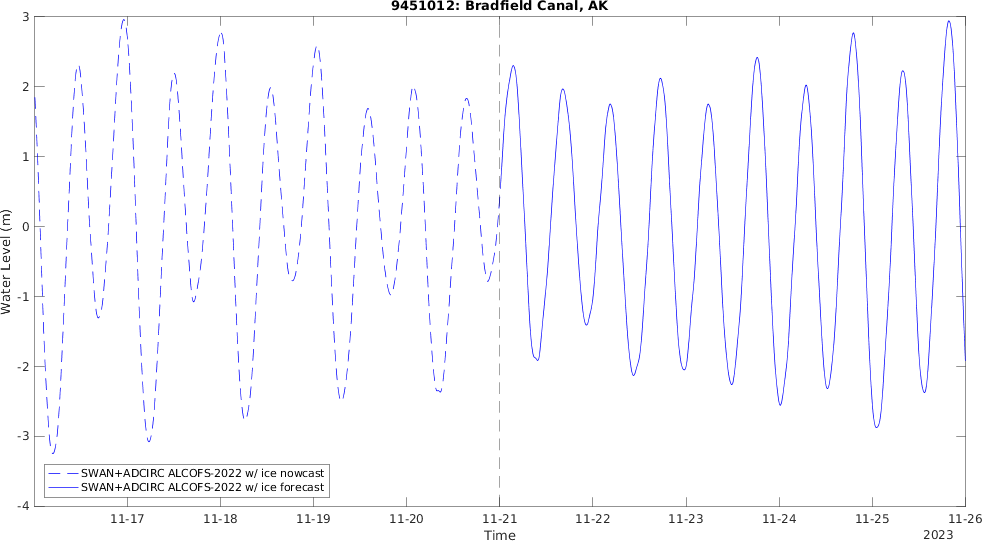 9451012: Bradfield Canal, AK
3
2
1
0
-1
-2
-3
-4
Water Level (m)
SWAN+ADCIRC ALCOFS-2022 w/ ice nowcast
SWAN+ADCIRC ALCOFS-2022 w/ ice forecast
11-17 11-18 11-19 11-20 11-21 11-22 11-23 11-24 11-25 11-26
Time
2023